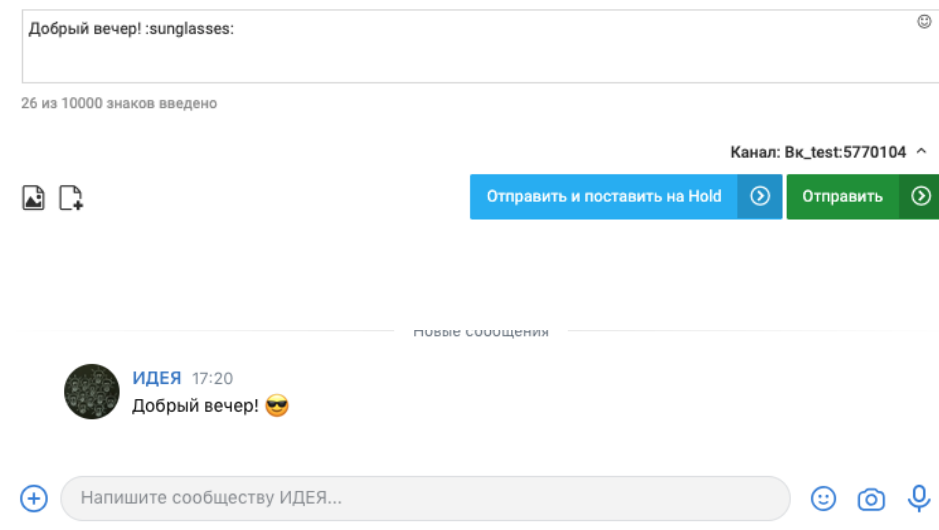 Добрый вечер! :sunglasses:
26 из 10000 знаков введено
Канал: Вк_test:5770104
Отправить и поставить на Hold
Отправить
Новые сообщения
ИДЕЯ 17:20
Добрый вечер! 😎
Напишите сообществу ИДЕЯ...